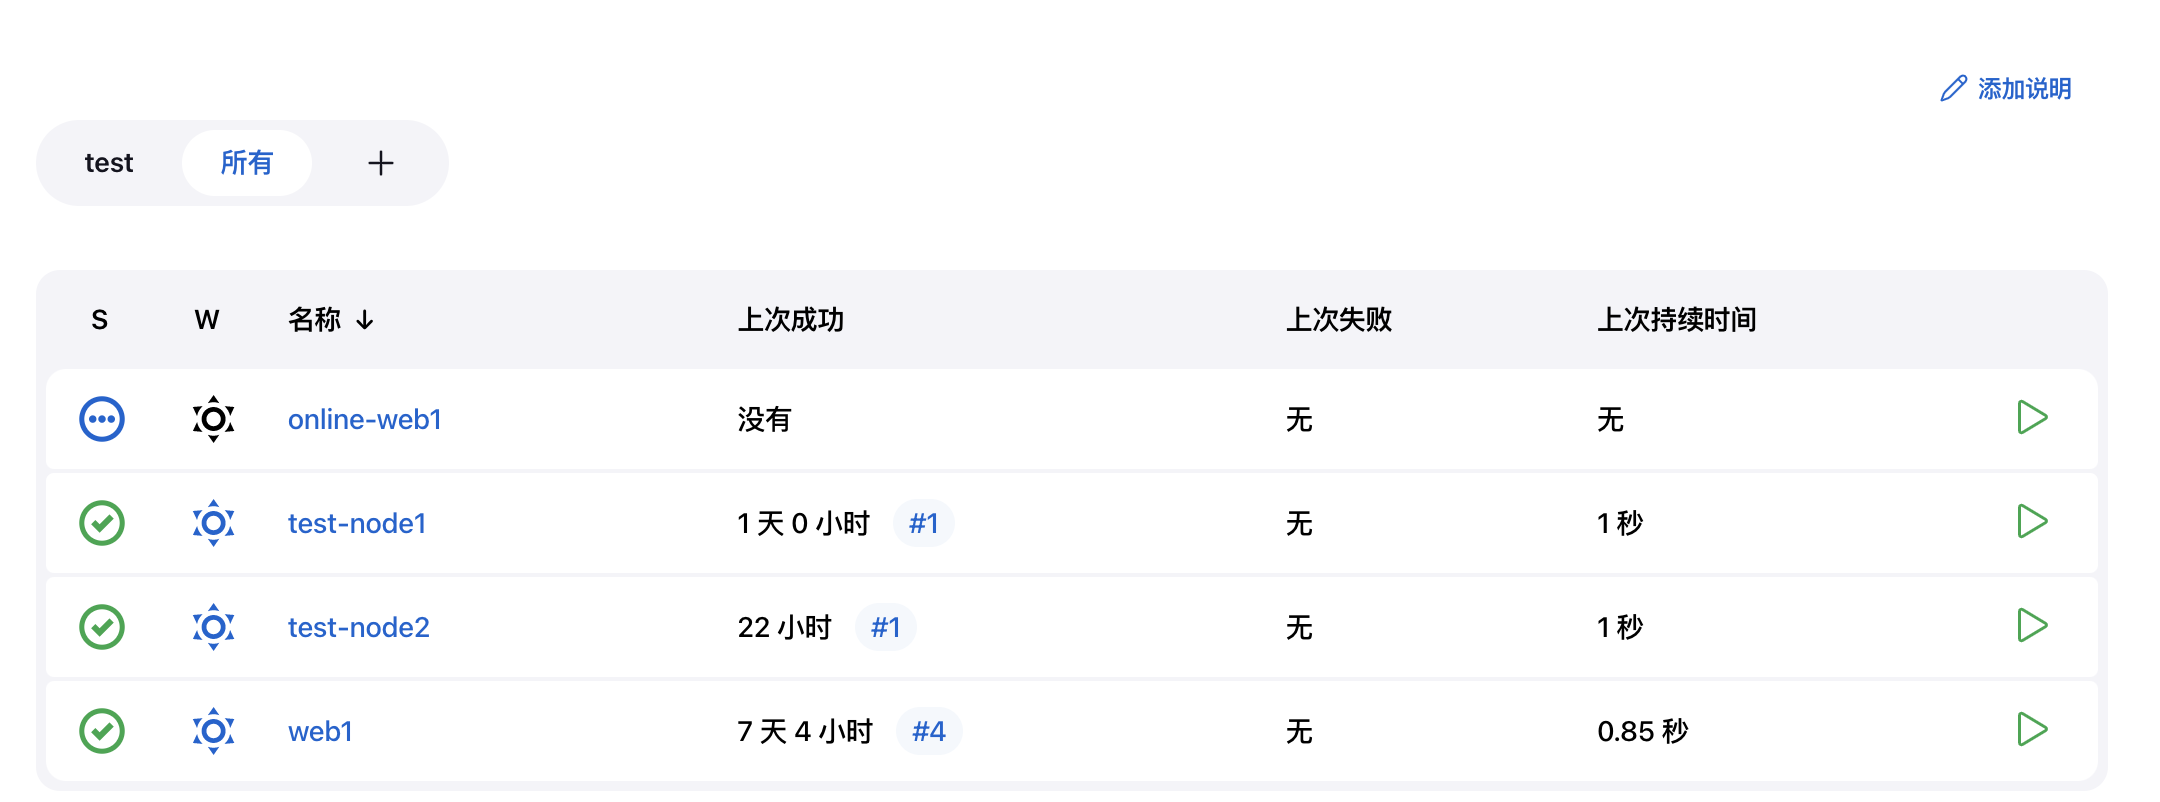 添加说明
test 所有 +
S W 名称 ↓ 上次成功 上次失败 上次持续时间
online-web1 没有 无 无
test-node1 1 天 0 小时 #1 无 1 秒
test-node2 22 小时 #1 无 1 秒
web1 7 天 4 小时 #4 无 0.85 秒